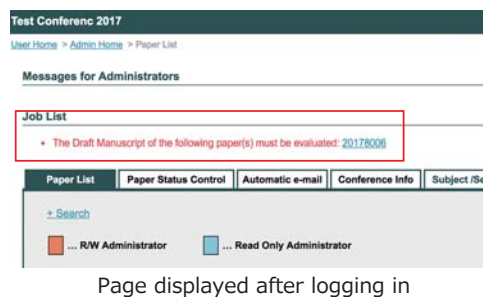 Test Conferenc 2017
User Home > Admin Home > Paper List
Messages for Administrators
Job List
• The Draft Manuscript of the following paper(s) must be evaluated: 20178006
Paper List Paper Status Control Automatic e-mail Conference Info Subject /Se
± Search
... R/W Administrator ... Read Only Administrator
Page displayed after logging in